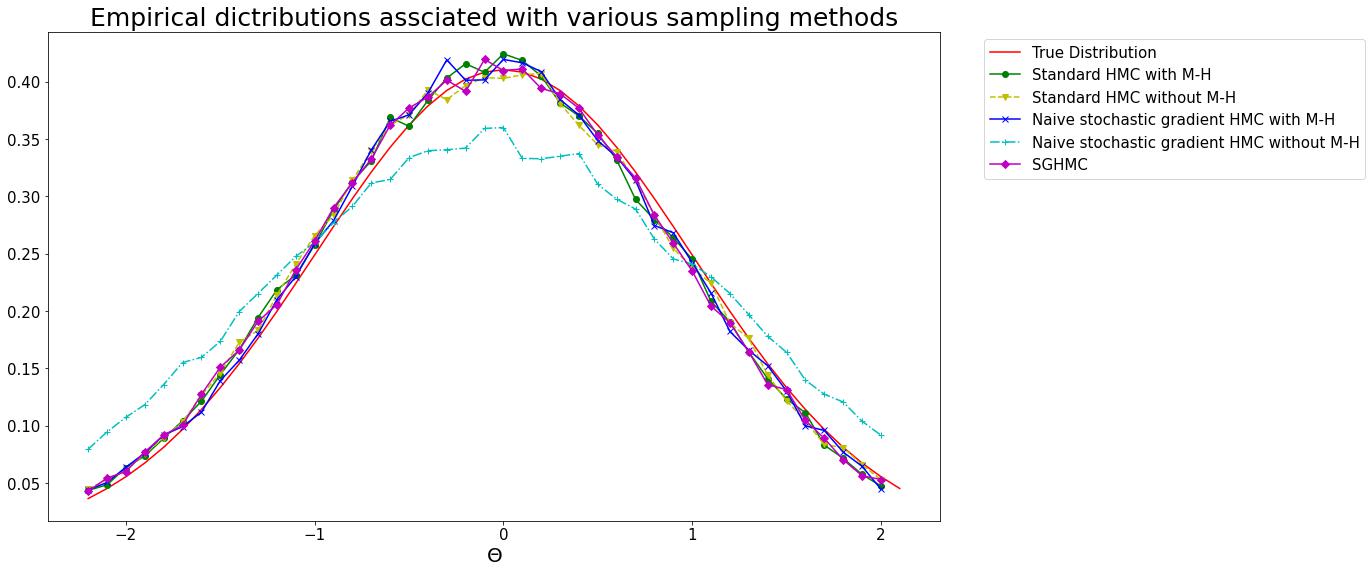 Empirical dictributions assciated with various sampling methods
0.40
0.35
0.30
0.25
0.20
0.15
0.10
0.05
−2
−1
0
1
2
Θ
True Distribution
Standard HMC with M-H
Standard HMC without M-H
Naive stochastic gradient HMC with M-H
Naive stochastic gradient HMC without M-H
SGHMC